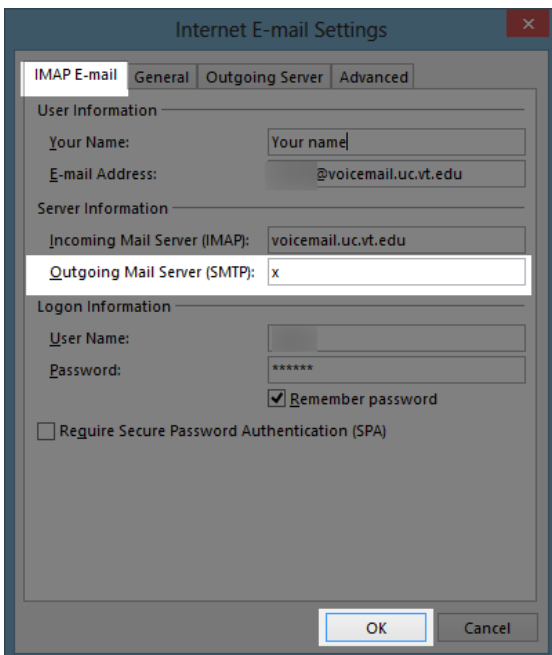 Internet E-mail Settings
IMAP E-mail General Outgoing Server Advanced
User Information
Your Name: Your name
E-mail Address: @voicemail.uc.vt.edu
Server Information
Incoming Mail Server (IMAP): voicemail.uc.vt.edu
Outgoing Mail Server (SMTP): x
Logon Information
User Name:
Password: ******
Remember password
Require Secure Password Authentication (SPA)
OK Cancel